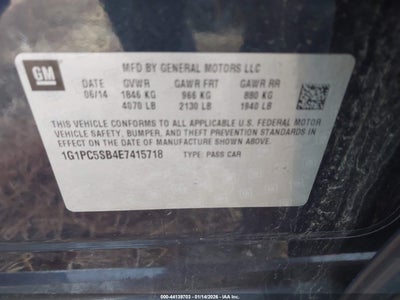 GM
MFD BY GENERAL MOTORS LLC
DATE GVWR GAWR FRT GAWR RR
06/14 1846 KG 966 KG 880 KG
4070 LB 2130 LB 1940 LB
THIS VEHICLE CONFORMS TO ALL APPLICABLE U.S. FEDERAL MOTOR
VEHICLE SAFETY, BUMPER, AND THEFT PREVENTION STANDARDS
IN EFFECT ON THE DATE OF MANUFACTURE SHOWN ABOVE.
1G1PC5SB4E7415718 TYPE: PASS CAR
000-44138703 - 01/14/2026 - IAA Inc.